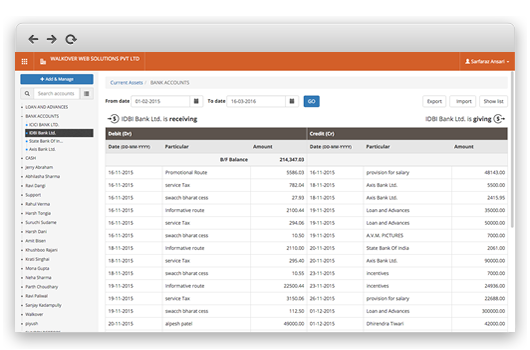 WALKOVER WEB SOLUTIONS PVT LTD
Sarfaraz Ansari
+ Add & Manage
Search accounts
LOAN AND ADVANCES
BANK ACCOUNTS
ICICI BANK LTD.
IDBI Bank Ltd.
State Bank Of In...
Axis Bank Ltd.
CASH
Jerry Abraham
Abhilasha Sharma
Ravi Dangi
Support
Rahul Verma
Harsh Tongia
Suruchi Sudame
Harsh Dani
Amit Bisen
Khushboo Rajani
Krati Singhai
Mona Gupta
Neha Sharma
Parth Choudhary
Ravi Patwal
Sanjay Kadampully
Walkover
piyush
Current Assets / BANK ACCOUNTS
From date 01-02-2015 To date 16-03-2016 GO Export Import Show list
IDBI Bank Ltd. is receiving IDBI Bank Ltd. is giving
Debit (Dr) Credit (Cr)
Date (DD-MM-YYYY) Particular Amount Date (DD-MM-YYYY) Particular Amount
B/F Balance 214,347.03
16-11-2015 Promotional Route 5586.03 16-11-2015 provision for salary 48143.00
16-11-2015 service Tax 782.04 18-11-2015 Axis Bank Ltd. 5500.00
16-11-2015 swacch bharat cess 27.93 18-11-2015 Axis Bank Ltd. 2415.95
16-11-2015 Informative route 2100.44 19-11-2015 Loan and Advances 35000.00
16-11-2015 service Tax 294.06 19-11-2015 Loan and Advances 50000.00
16-11-2015 swacch bharat cess 10.50 19-11-2015 A.V.M. PICTURES 7000.00
18-11-2015 Informative route 2110.00 20-11-2015 State Bank Of India 2061.00
18-11-2015 service Tax 295.40 20-11-2015 Axis Bank Ltd. 90000.00
18-11-2015 swacch bharat cess 10.55 23-11-2015 incentives 7000.00
19-11-2015 Informative route 22500.44 23-11-2015 incentives 24936.00
19-11-2015 service Tax 3150.06 26-11-2015 provision for salary 22688.00
19-11-2015 swacch bharat cess 112.50 01-12-2015 Loan and Advances 300000.00
20-11-2015 alpesh patel 49000.00 01-12-2015 Dhirendra Tiwari 42000.00